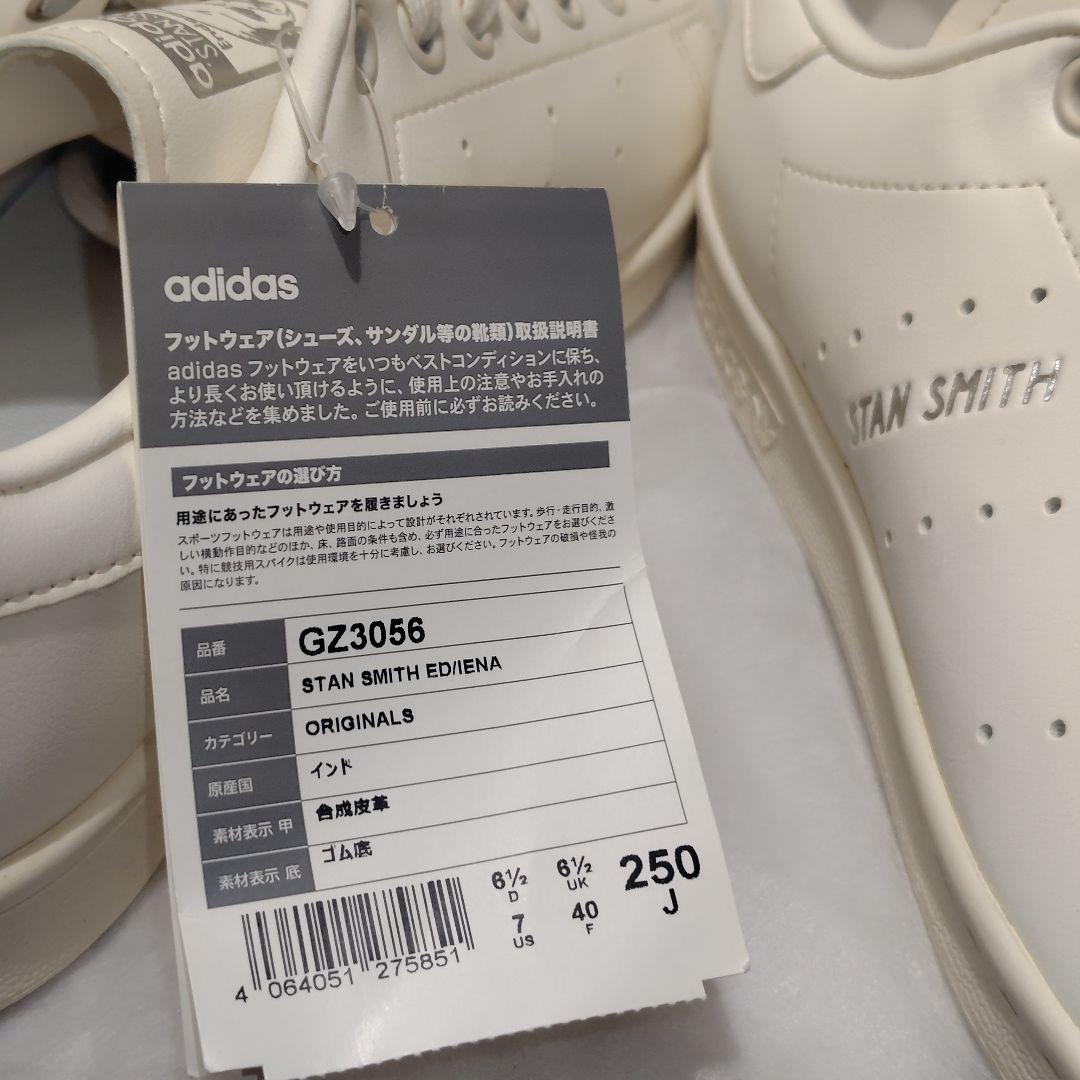 adidas
STAN
adidas
フットウェア(シューズ、サンダル等の靴類)取扱説明書
adidas フットウェアをいつもベストコンディションに保ち、
より長くお使い頂けるように、使用上の注意やお手入れの
方法などを集めました。ご使用前に必ずお読みください。
フットウェアの選び方
用途にあったフットウェアを履きましょう
スポーツフットウェアは用途や使用目的によって設計がそれぞれされています。歩行・走行目的、激
しい横動作目的などのほか、床、路面の条件も含め、必ず用途に合ったフットウェアをお選びくださ
い。特に競技用スパイクは使用環境を十分に考慮し、お選びください。フットウェアの破損や怪我の
原因になります。
品番 GZ3056
品名 STAN SMITH ED/IENA
カテゴリー ORIGINALS
原産国 インド
素材表示 甲 合成皮革
素材表示 底 ゴム底
6½ D 6½ UK 250 J
7 US 40 F
4 064051 275851
STAN SMITH